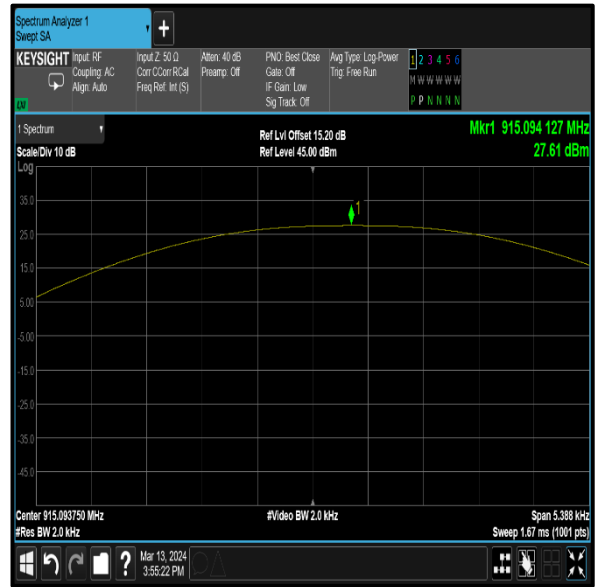 Spectrum Analyzer 1
Swept SA
+
KEYSIGHT
Input: RF
Coupling: AC
Align: Auto
Input Z: 50 Ω
Corr CCorr RCal
Freq Ref: Int (S)
Atten: 40 dB
Preamp: Off
PNO: Best Close
Gate: Off
IF Gain: Low
Sig Track: Off
Avg Type: Log-Power
Trig: Free Run
1 2 3 4 5 6
M W W W W W
P P N N N N
LXI
1 Spectrum
Scale/Div 10 dB
Log
Ref Lvl Offset 15.20 dB
Ref Level 45.00 dBm
Mkr1 915.094 127 MHz
27.61 dBm
35.0
25.0
15.0
5.00
-5.00
-15.0
-25.0
-35.0
-45.0
1
Center 915.093750 MHz
#Res BW 2.0 kHz
#Video BW 2.0 kHz
Span 5.388 kHz
Sweep 1.67 ms (1001 pts)
?
Mar 13, 2024
3:55:22 PM